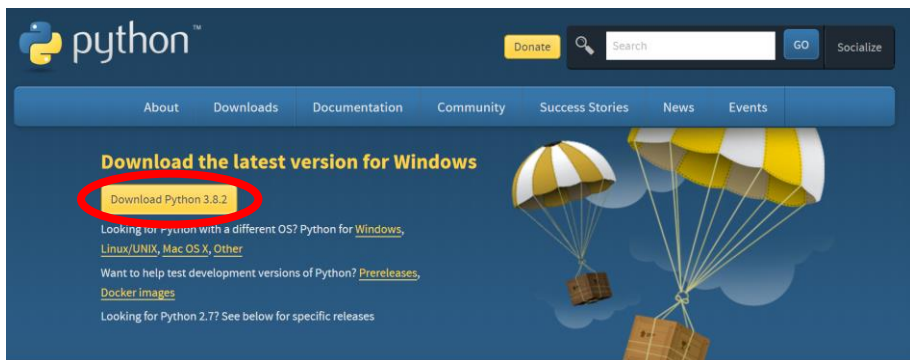 python™
Donate
Search
GO
Socialize
About
Downloads
Documentation
Community
Success Stories
News
Events
Download the latest version for Windows
Download Python 3.8.2
Looking for Python with a different OS? Python for Windows,
Linux/UNIX, Mac OS X, Other
Want to help test development versions of Python? Prereleases,
Docker images
Looking for Python 2.7? See below for specific releases